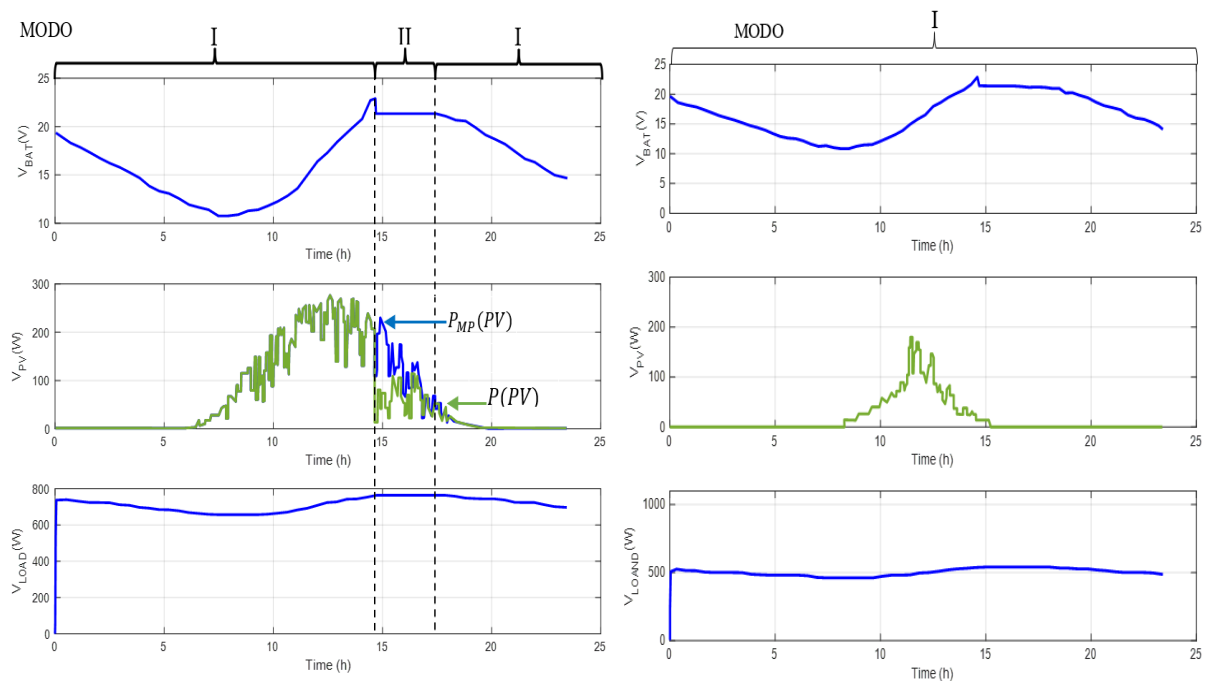 MODO
I
II
I
25
20
15
10
V_BAT(V)
0 5 10 15 20 25
Time (h)
300
200
100
0
V_PV(W)
P_MP(PV)
P(PV)
0 5 10 15 20 25
Time (h)
800
600
400
200
0
V_LOAD(W)
0 5 10 15 20 25
Time (h)
I
MODO
25
20
15
10
25
0
V_BAT(V)
0 5 10 15 20 25
Time (h)
300
200
100
0
V_PV(W)
0 5 10 15 20 25
Time (h)
1000
500
0
V_LOAND(W)
0 5 10 15 20 25
Time (h)